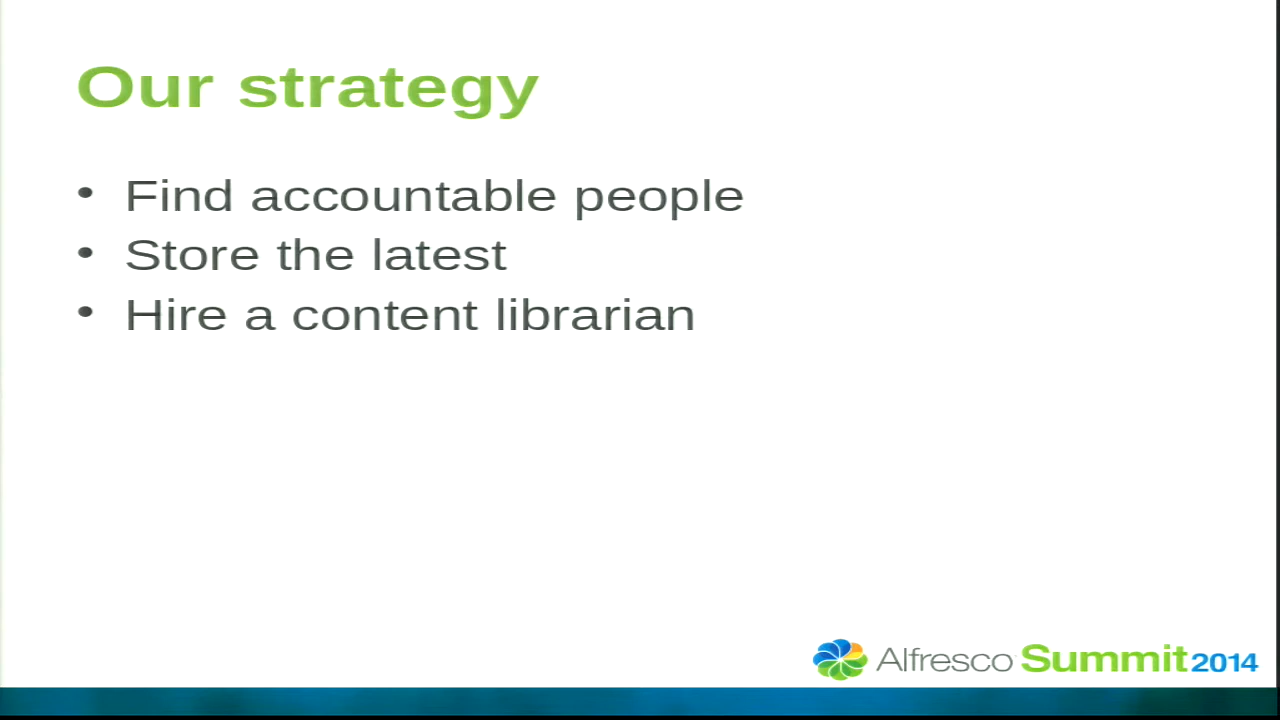 Our strategy
• Find accountable people
• Store the latest
• Hire a content librarian
Alfresco Summit 2014